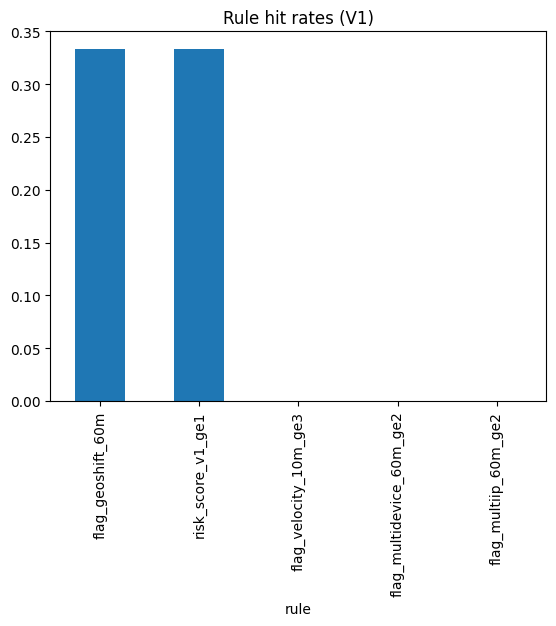 Rule hit rates (V1)
0.35
0.30
0.25
0.20
0.15
0.10
0.05
0.00
flag_geoshift_60m
risk_score_v1_ge1
flag_velocity_10m_ge3
flag_multidevice_60m_ge2
flag_multiip_60m_ge2
rule